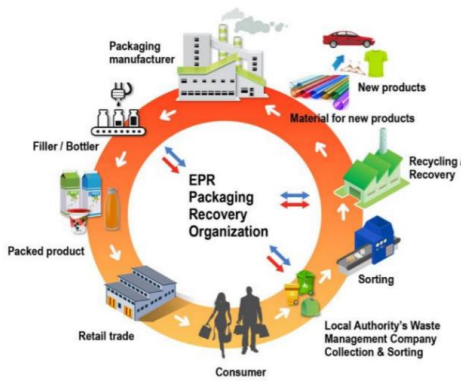 Packaging
manufacturer
New products
Material for new products
Filler / Bottler
Recycling /
Recovery
EPR
Packaging
Recovery
Organization
Packed product
Sorting
Retail trade
Local Authority's Waste
Management Company
Collection & Sorting
Consumer